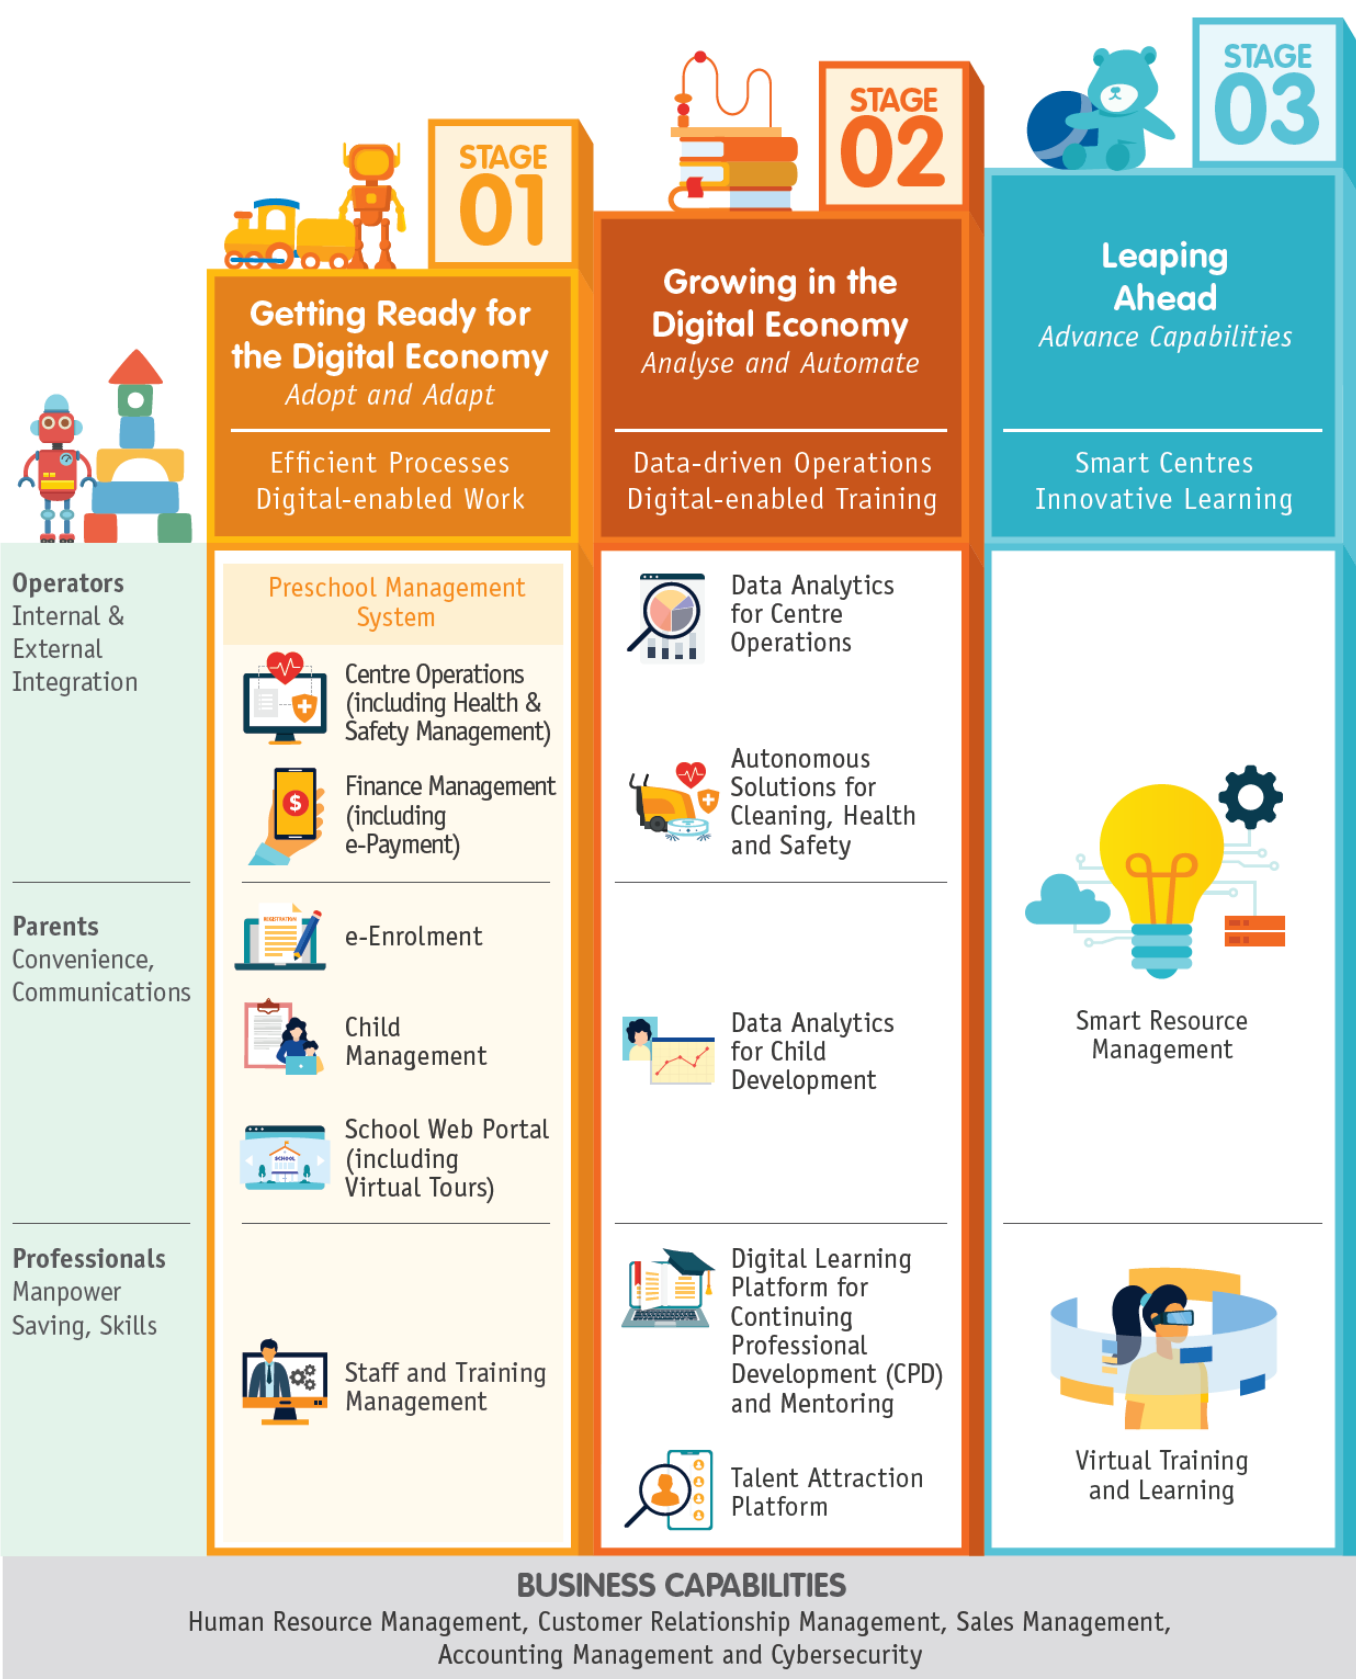 STAGE
01
STAGE
02
STAGE
03
Getting Ready for
the Digital Economy
Adopt and Adapt
Efficient Processes
Digital-enabled Work
Growing in the
Digital Economy
Analyse and Automate
Data-driven Operations
Digital-enabled Training
Leaping
Ahead
Advance Capabilities
Smart Centres
Innovative Learning
Operators
Internal &
External
Integration
Preschool Management
System
Centre Operations
(including Health &
Safety Management)
$
Finance Management
(including
e-Payment)
Data Analytics
for Centre
Operations
Autonomous
Solutions for
Cleaning, Health
and Safety
Parents
Convenience,
Communications
REGISTRATION
e-Enrolment
Child
Management
SCHOOL
School Web Portal
(including
Virtual Tours)
Data Analytics
for Child
Development
Smart Resource
Management
Professionals
Manpower
Saving, Skills
Staff and Training
Management
Digital Learning
Platform for
Continuing
Professional
Development (CPD)
and Mentoring
Talent Attraction
Platform
Virtual Training
and Learning
BUSINESS CAPABILITIES
Human Resource Management, Customer Relationship Management, Sales Management,
Accounting Management and Cybersecurity